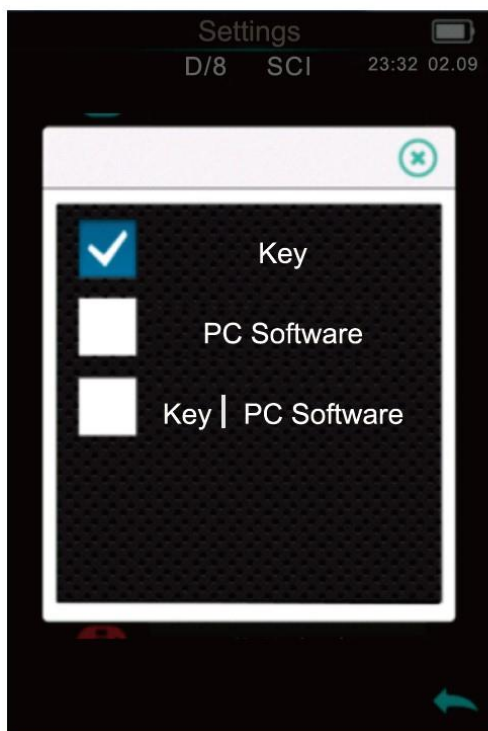 Settings
D/8 SCI 23:32 02.09
Key
PC Software
Key | PC Software